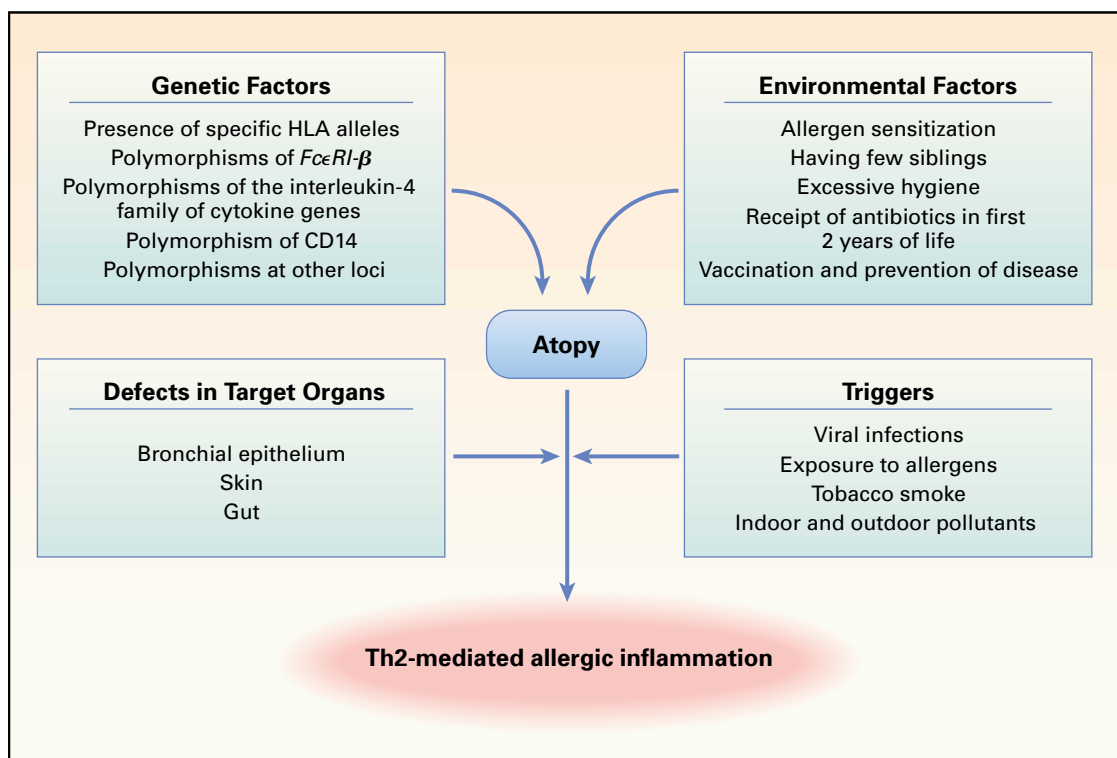 Genetic Factors
Presence of specific HLA alleles
Polymorphisms of FcϵRI-β
Polymorphisms of the interleukin-4
family of cytokine genes
Polymorphism of CD14
Polymorphisms at other loci
Environmental Factors
Allergen sensitization
Having few siblings
Excessive hygiene
Receipt of antibiotics in first
2 years of life
Vaccination and prevention of disease
Atopy
Defects in Target Organs
Bronchial epithelium
Skin
Gut
Triggers
Viral infections
Exposure to allergens
Tobacco smoke
Indoor and outdoor pollutants
Th2-mediated allergic inflammation